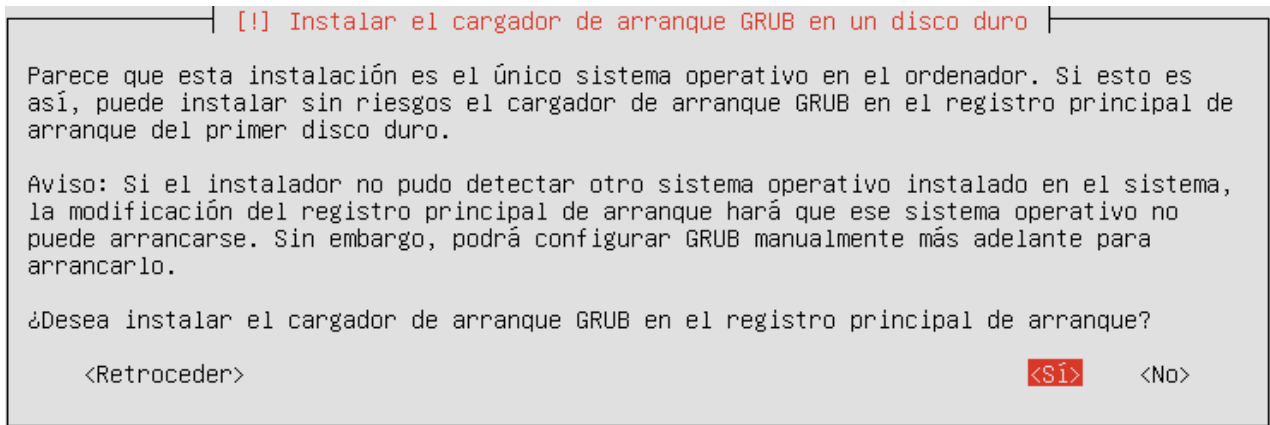 [!] Instalar el cargador de arranque GRUB en un disco duro
Parece que esta instalación es el único sistema operativo en el ordenador. Si esto es
así, puede instalar sin riesgos el cargador de arranque GRUB en el registro principal de
arranque del primer disco duro.
Aviso: Si el instalador no pudo detectar otro sistema operativo instalado en el sistema,
la modificación del registro principal de arranque hará que ese sistema operativo no
puede arrancarse. Sin embargo, podrá configurar GRUB manualmente más adelante para
arrancarlo.
¿Desea instalar el cargador de arranque GRUB en el registro principal de arranque?
<Retroceder> <Sí> <No>